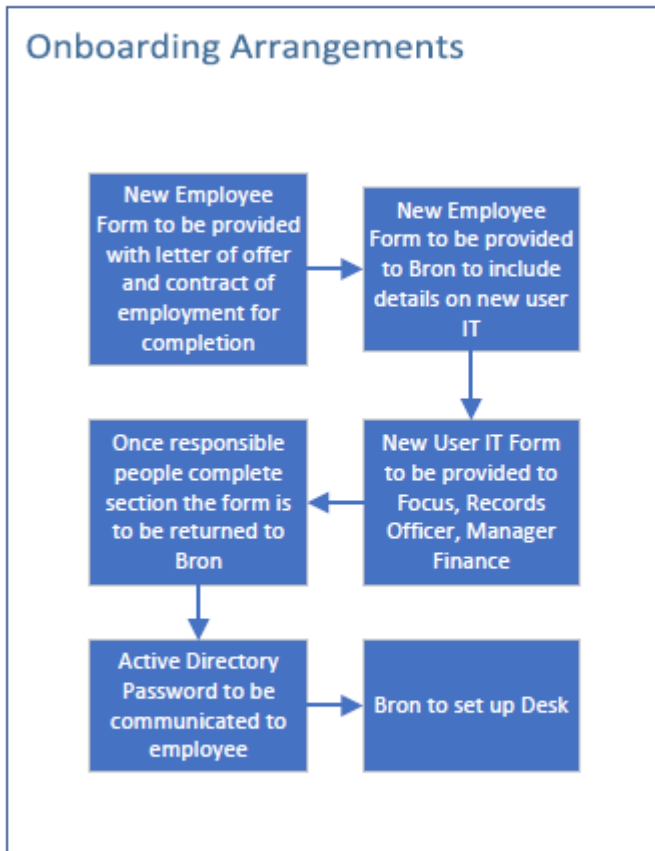 Onboarding Arrangements
New Employee
Form to be provided
with letter of offer
and contract of
employment for
completion
New Employee
Form to be provided
to Bron to include
details on new user
IT
New User IT Form
to be provided to
Focus, Records
Officer, Manager
Finance
Once responsible
people complete
section the form is
to be returned to
Bron
Active Directory
Password to be
communicated to
employee
Bron to set up Desk